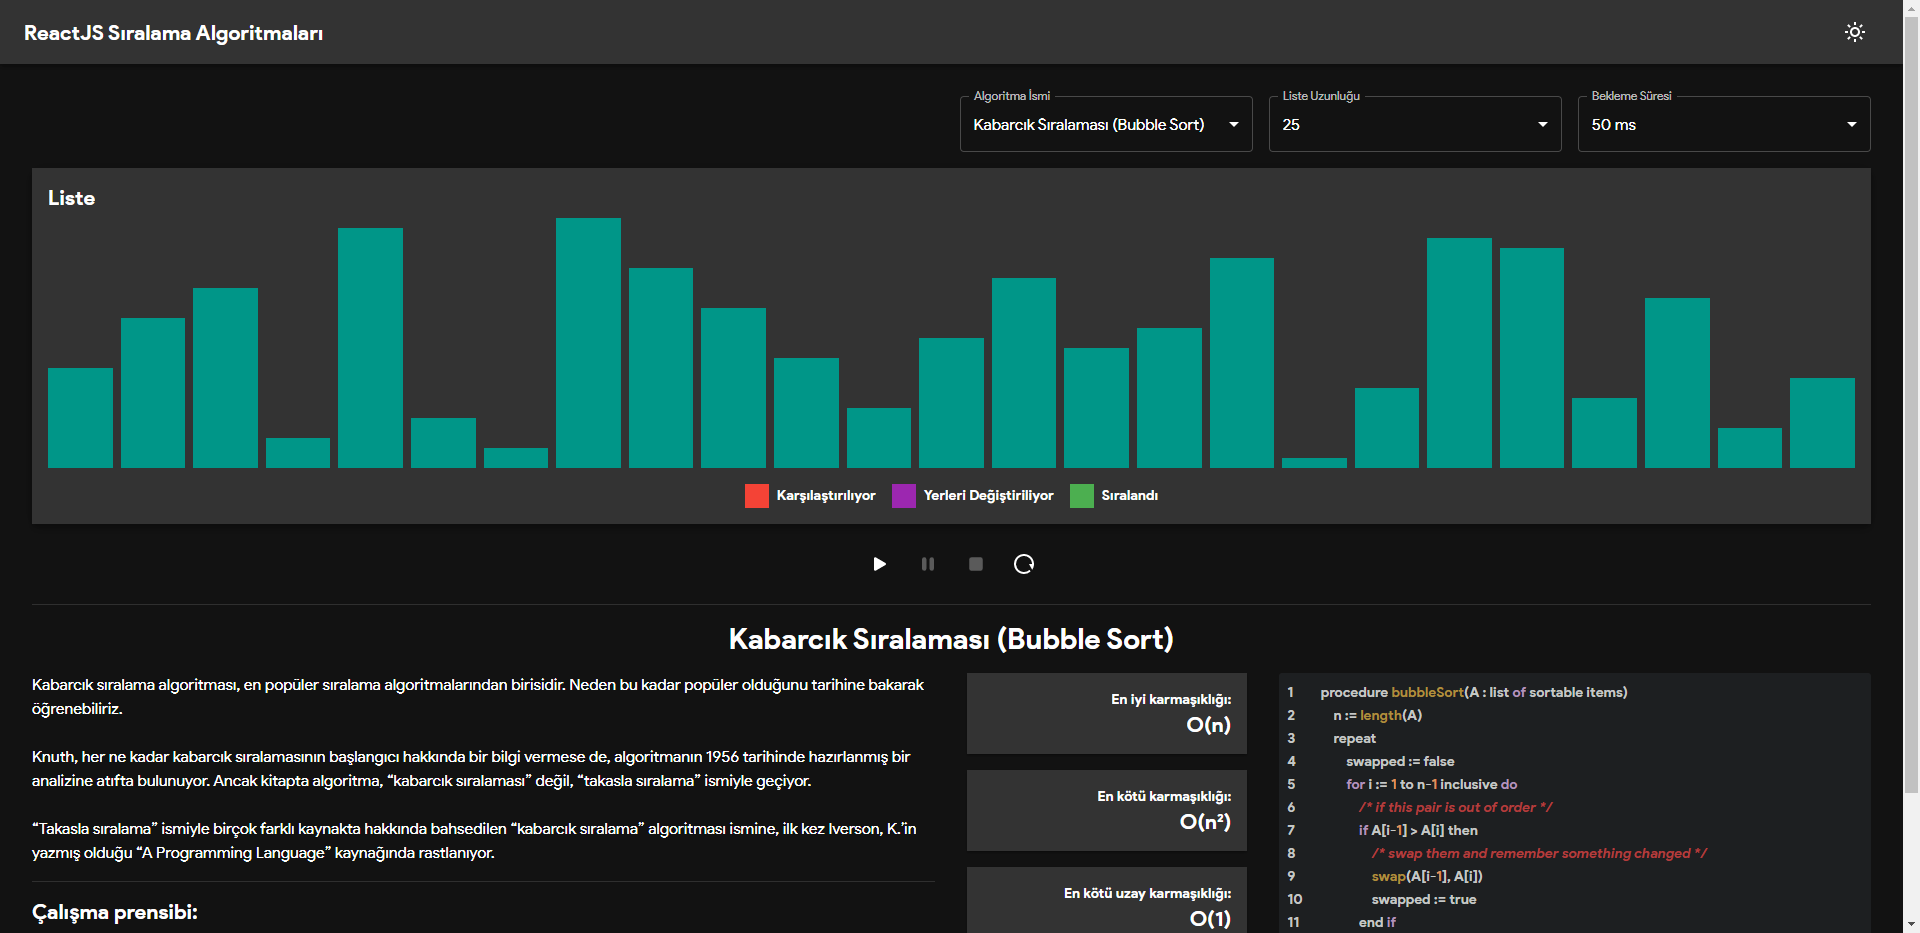 ReactJS Sıralama Algoritmaları
Algoritma İsmi
Kabarcık Sıralaması (Bubble Sort)
Liste Uzunluğu
25
Bekleme Süresi
50 ms
Liste
Karşılaştırılıyor
Yerleri Değiştiriliyor
Sıralandı
Kabarcık Sıralaması (Bubble Sort)
Kabarcık sıralama algoritması, en popüler sıralama algoritmalarından birisidir. Neden bu kadar popüler olduğunu tarihine bakarak
öğrenebiliriz.
Knuth, her ne kadar kabarcık sıralamasının başlangıcı hakkında bir bilgi vermese de, algoritmanın 1956 tarihinde hazırlanmış bir
analizine atıfta bulunuyor. Ancak kitapta algoritma, “kabarcık sıralaması” değil, “takasla sıralama” ismiyle geçiyor.
“Takasla sıralama” ismiyle birçok farklı kaynakta hakkında bahsedilen “kabarcık sıralama” algoritması ismine, ilk kez Iverson, K.’in
yazmış olduğu “A Programming Language” kaynağında rastlanıyor.
Çalışma prensibi:
En iyi karmaşıklığı:
O(n)
En kötü karmaşıklığı:
O(n²)
En kötü uzay karmaşıklığı:
O(1)
1 procedure bubbleSort(A : list of sortable items)
2 n := length(A)
3 repeat
4 swapped := false
5 for i := 1 to n-1 inclusive do
6 /* if this pair is out of order */
7 if A[i-1] > A[i] then
8 /* swap them and remember something changed */
9 swap(A[i-1], A[i])
10 swapped := true
11 end if